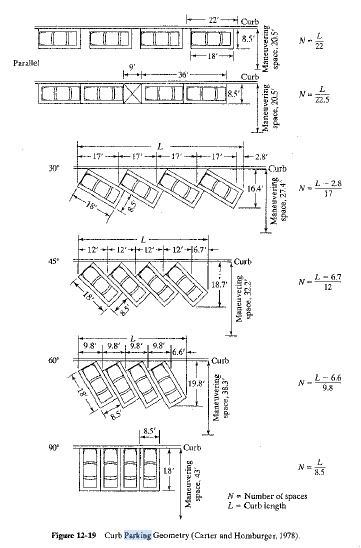 22' Curb
8.5'
18'
Maneuvering
space, 20.5'
N = L/22
Parallel
9' 36' Curb
8.5'
Maneuvering
space, 20.5'
N = L/22.5
L
17' 17' 17' 17' 2.8'
30° Curb
16.4'
18' 8.5'
Maneuvering
space, 27.4'
N = L − 2.8/17
L
12' 12' 12' 12' 6.7'
45° Curb
18.7'
18' 8.5'
Maneuvering
space, 32.2'
N = L − 6.7/12
L
9.8' 9.8' 9.8' 9.8' 6.6'
60° Curb
19.8'
18' 8.5'
Maneuvering
space, 38.3'
N = L − 6.6/9.8
8.5'
90° Curb
18'
Maneuvering
space, 43'
N = L/8.5
N = Number of spaces
L = Curb length
Figure 12-19 Curb Parking Geometry (Carter and Homburger, 1978).